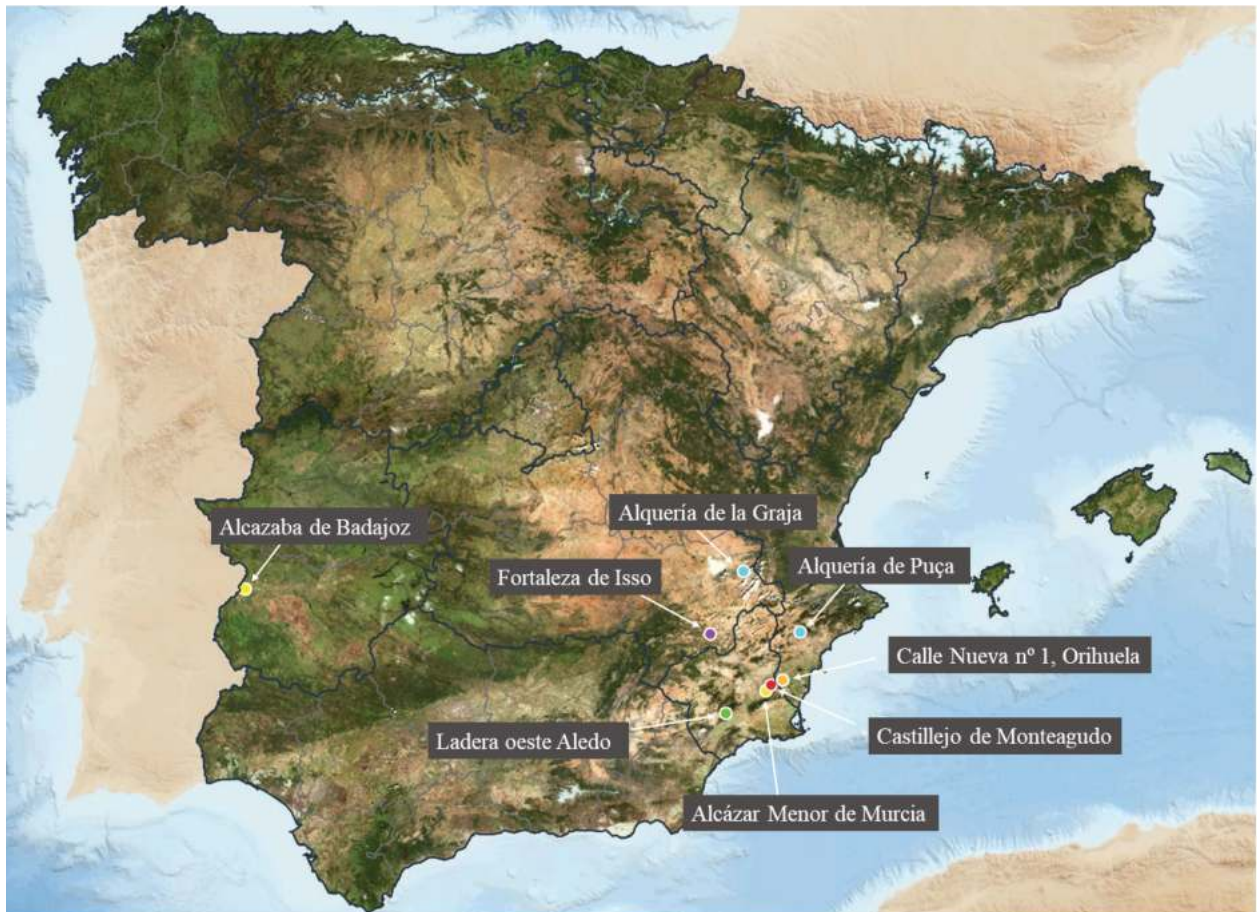 Alquería de la Graja
Alcazaba de Badajoz
Alquería de Puça
Fortaleza de Isso
Calle Nueva nº 1, Orihuela
Ladera oeste Aledo
Castillejo de Monteagudo
Alcázar Menor de Murcia